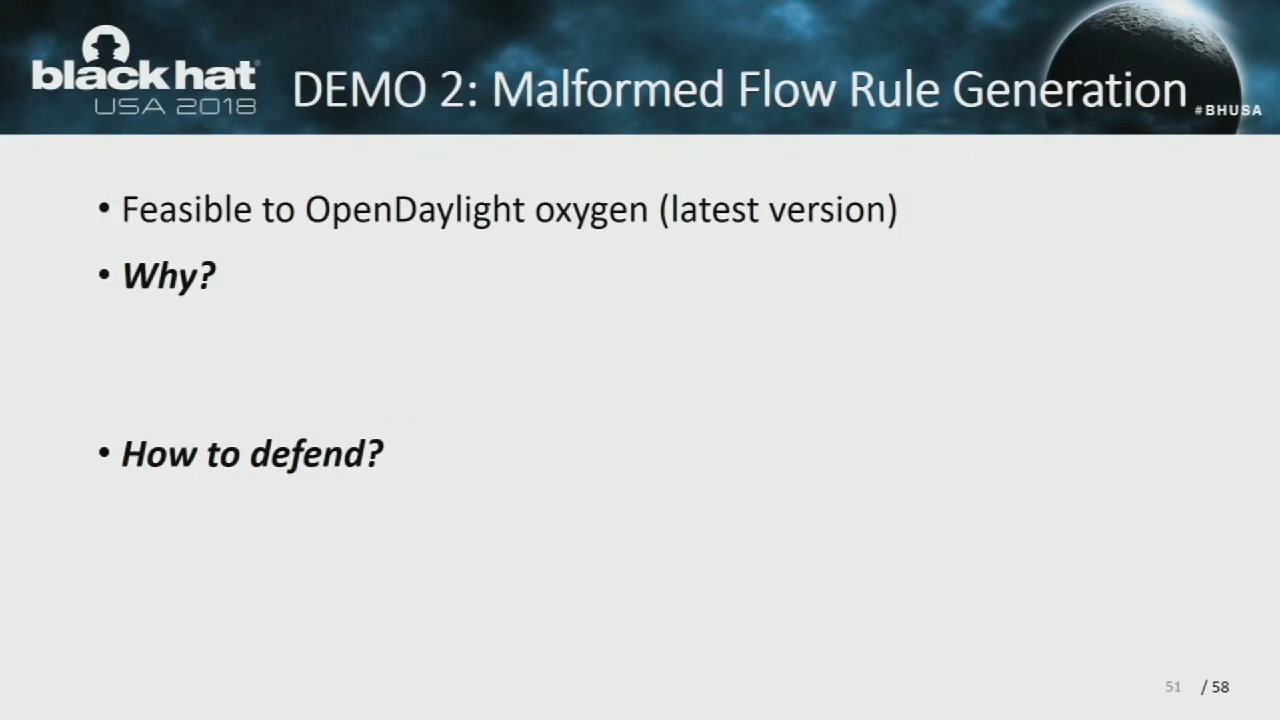 black hat
USA 2018
DEMO 2: Malformed Flow Rule Generation
#BHUSA
• Feasible to OpenDaylight oxygen (latest version)
• Why?
• How to defend?
51 / 58